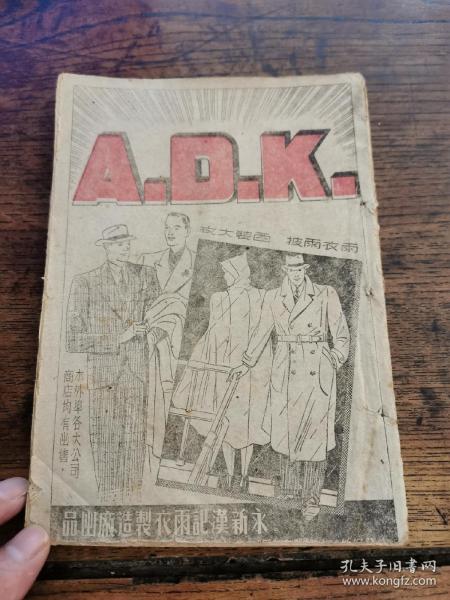 A.D.K.
雨衣雨披 西裝大衣
本外埠各大公司
商店均有出售。
永新漢記雨衣製造廠出品
孔夫子旧书网
www.kongfz.com